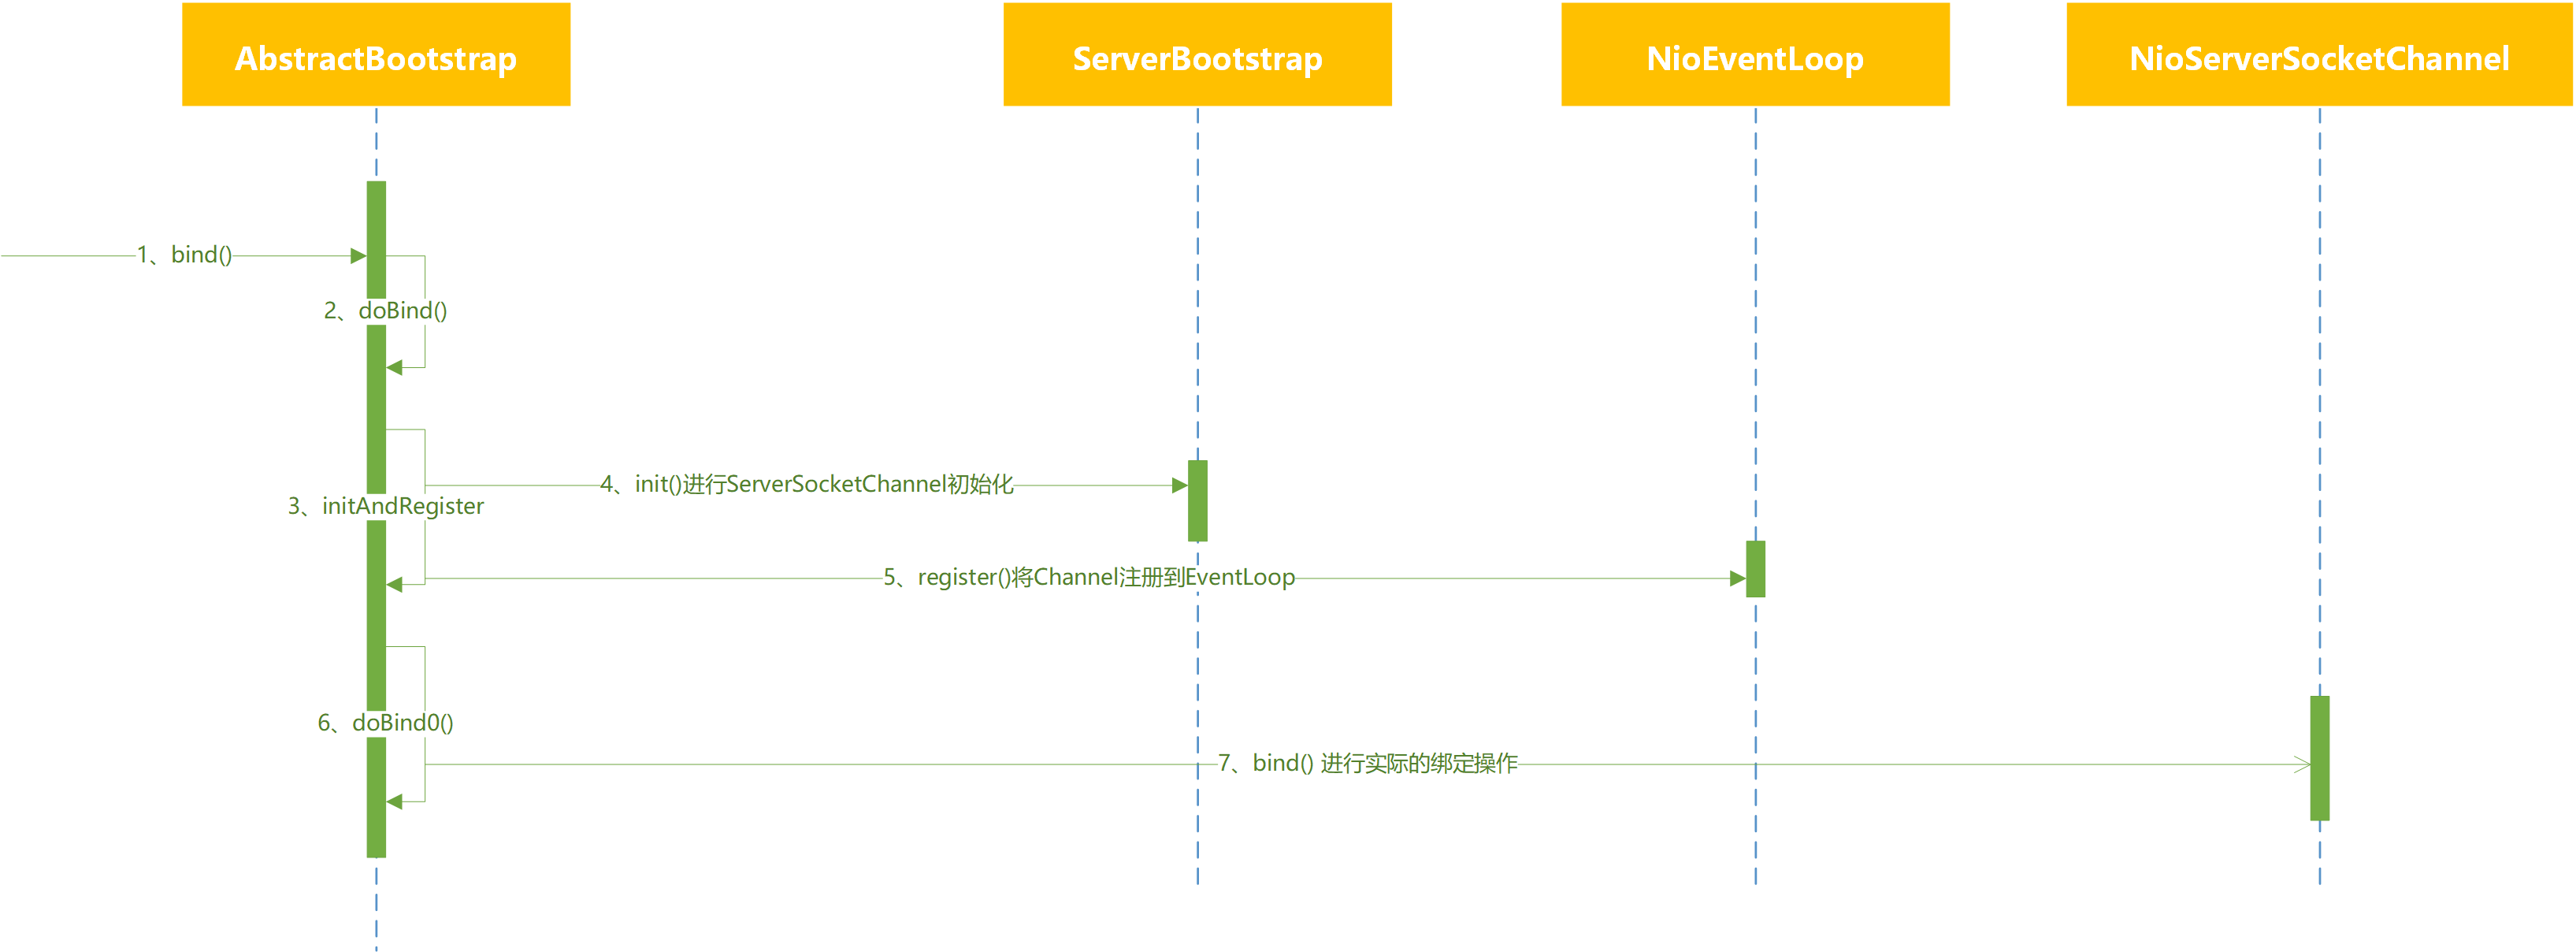 AbstractBootstrap
ServerBootstrap
NioEventLoop
NioServerSocketChannel
1、bind()
2、doBind()
4、init()进行ServerSocketChannel初始化
3、initAndRegister
5、register()将Channel注册到EventLoop
6、doBind0()
7、bind() 进行实际的绑定操作